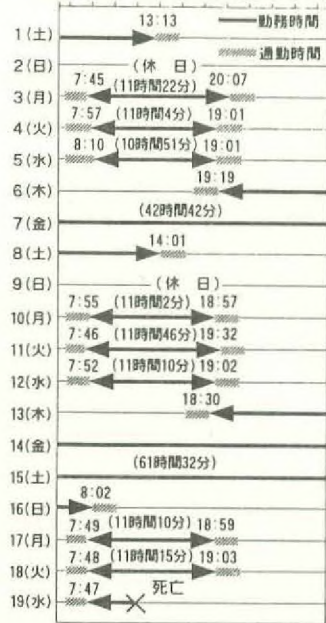 13:13 勤務時間
1(土) 通勤時間
2(日) (休 日)
7:45 (11時間22分) 20:07
3(月)
7:57 (11時間4分) 19:01
4(火)
8:10 (10時間51分) 19:01
5(水)
19:19
6(木)
(42時間42分)
7(金)
14:01
8(土)
9(日) (休 日)
7:55 (11時間2分) 18:57
10(月)
7:46 (11時間46分) 19:32
11(火)
7:52 (11時間10分) 19:02
12(水)
18:30
13(木)
14(金)
(61時間32分)
15(土)
8:02
16(日)
7:49 (11時間10分) 18:59
17(月)
7:48 (11時間15分) 19:03
18(火)
7:47 死亡
19(水)